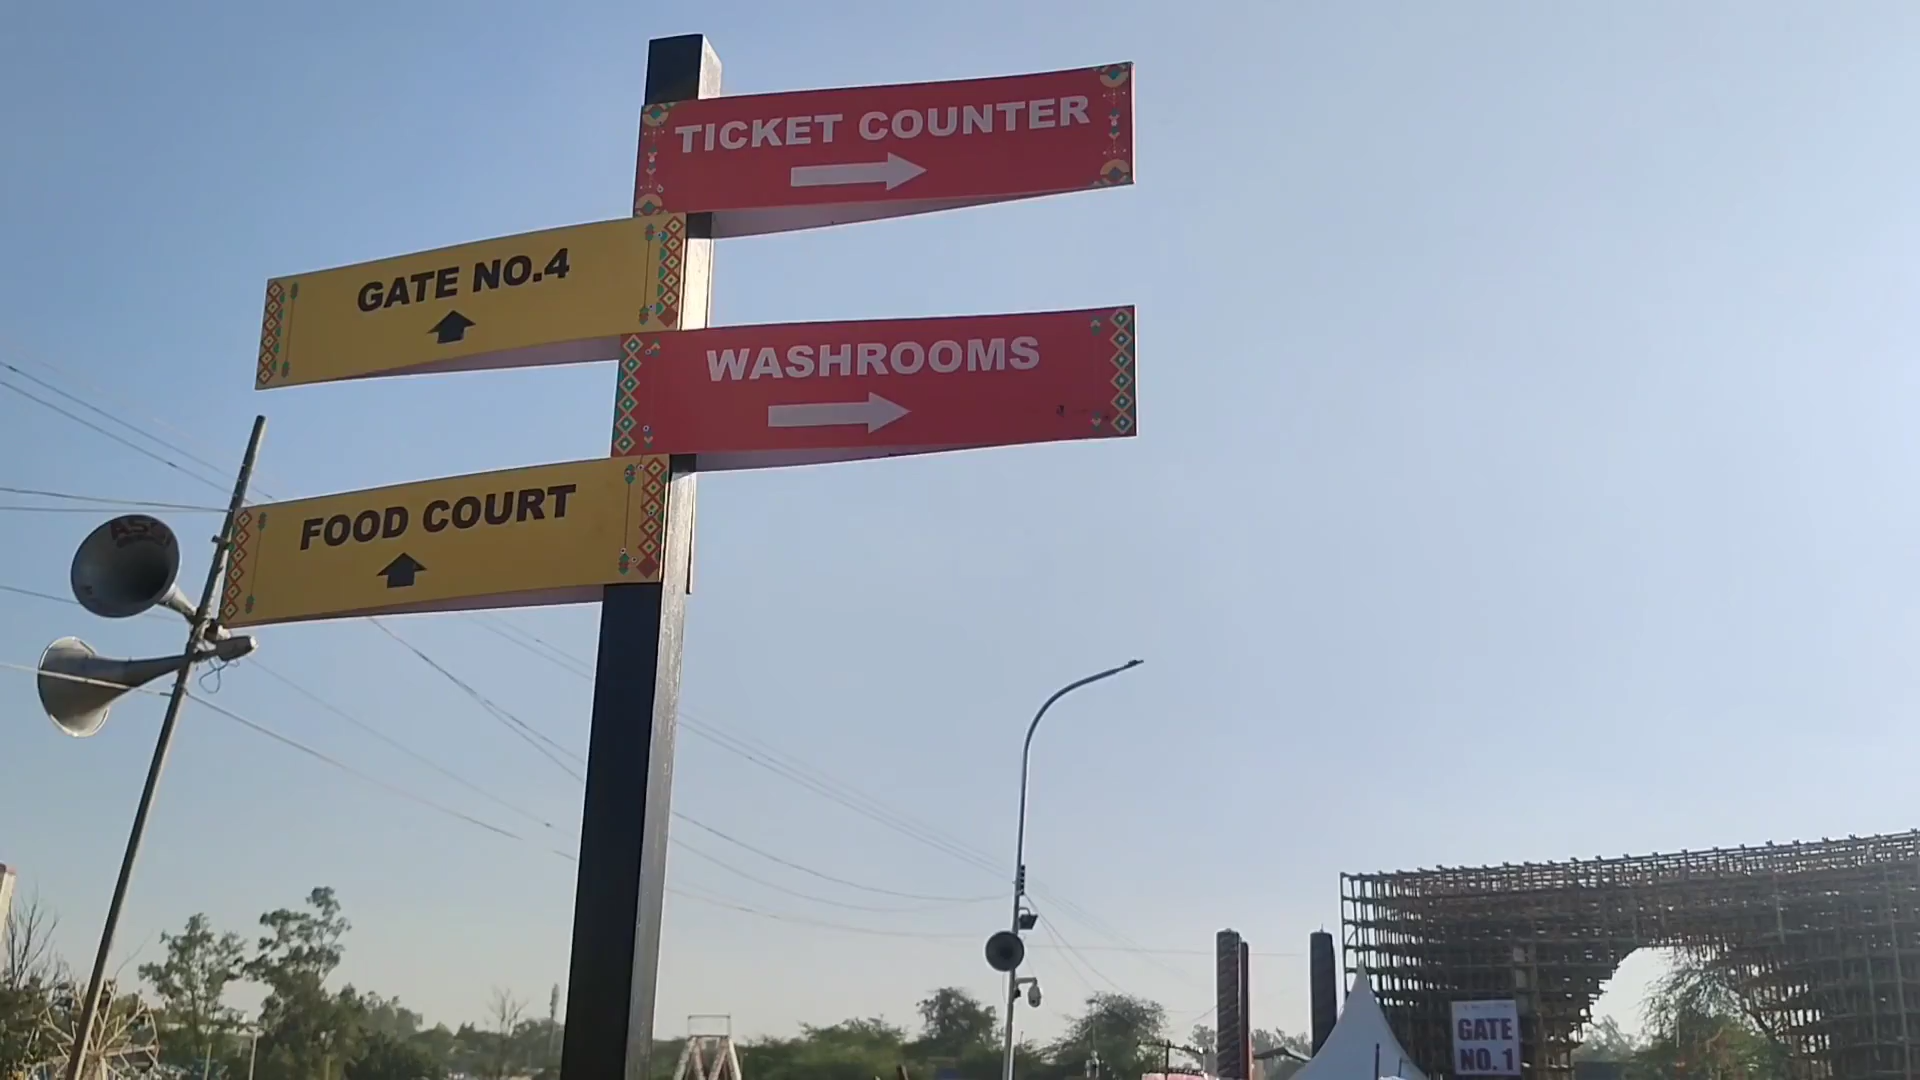 TICKET COUNTER
GATE NO.4
WASHROOMS
FOOD COURT
GATE
NO. 1